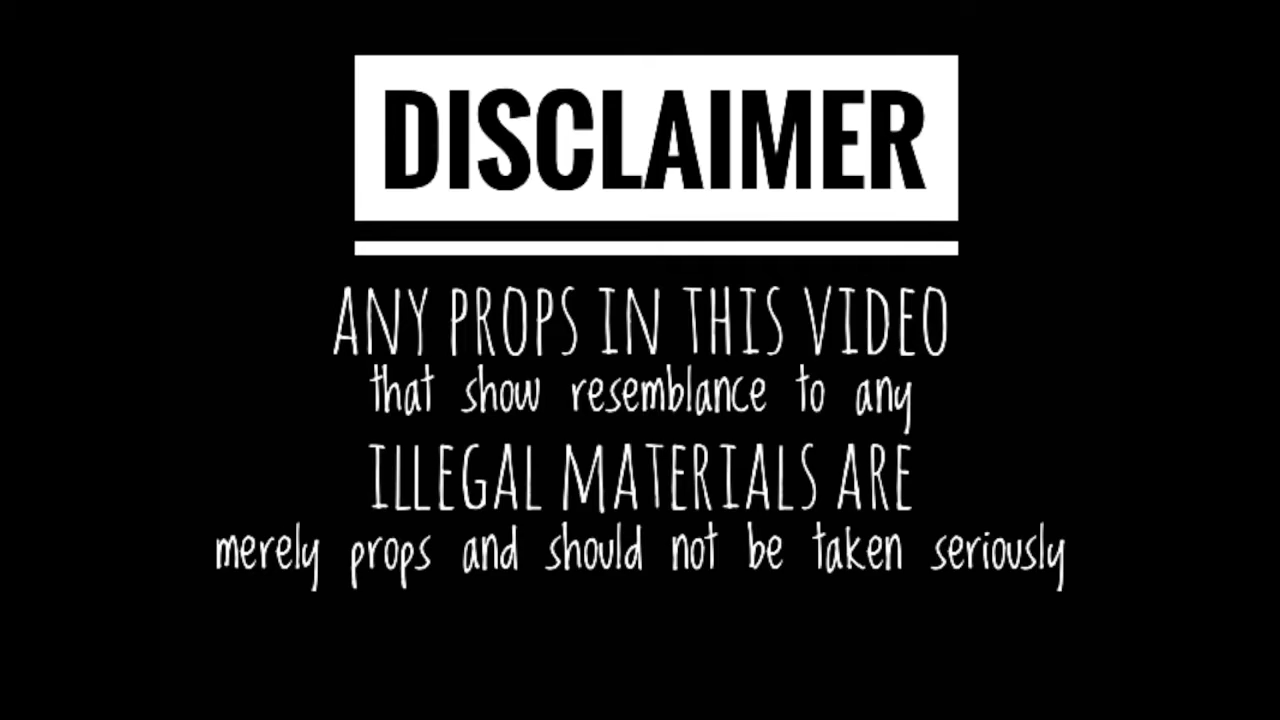 DISCLAIMER
ANY PROPS IN THIS VIDEO
that show resemblance to any
ILLEGAL MATERIALS ARE
merely props and should not be taken seriously